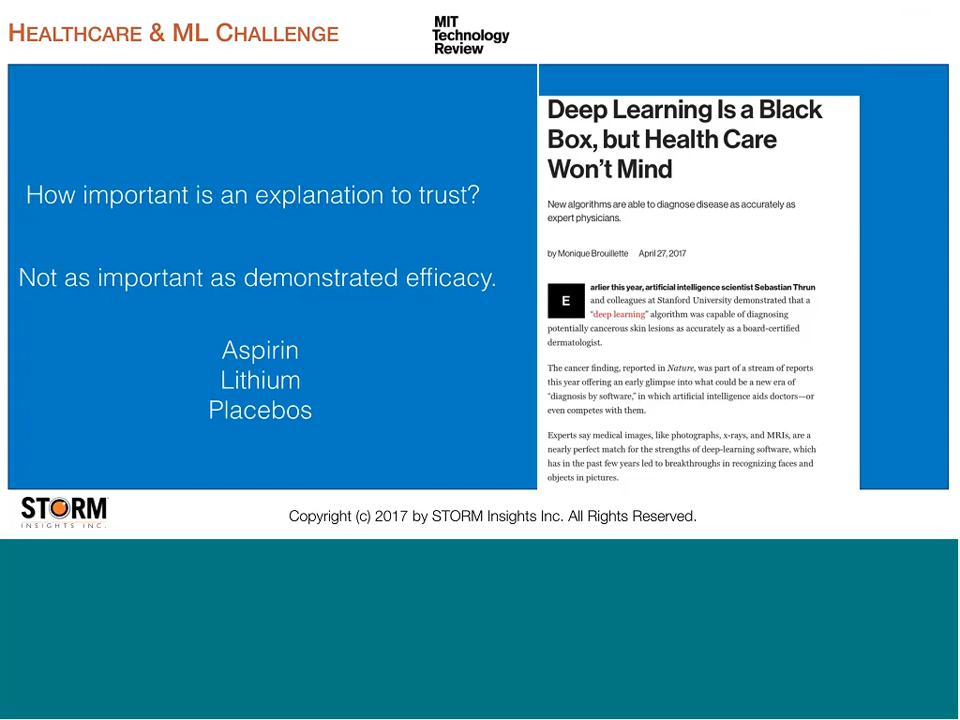 HEALTHCARE & ML CHALLENGE
MIT
Technology
Review
How important is an explanation to trust?
Not as important as demonstrated efficacy.
Aspirin
Lithium
Placebos
Deep Learning Is a Black
Box, but Health Care
Won't Mind
New algorithms are able to diagnose disease as accurately as
expert physicians.
by Monique Brouillette April 27, 2017
Earlier this year, artificial intelligence scientist Sebastian Thrun
and colleagues at Stanford University demonstrated that a
"deep learning" algorithm was capable of diagnosing
potentially cancerous skin lesions as accurately as a board-certified
dermatologist.
The cancer finding, reported in Nature, was part of a stream of reports
this year offering an early glimpse into what could be a new era of
"diagnosis by software," in which artificial intelligence aids doctors—or
even competes with them.
Experts say medical images, like photographs, x-rays, and MRIs, are a
nearly perfect match for the strengths of deep-learning software, which
has in the past few years led to breakthroughs in recognizing faces and
objects in pictures.
STORM
INSIGHTS INC.
Copyright (c) 2017 by STORM Insights Inc. All Rights Reserved.